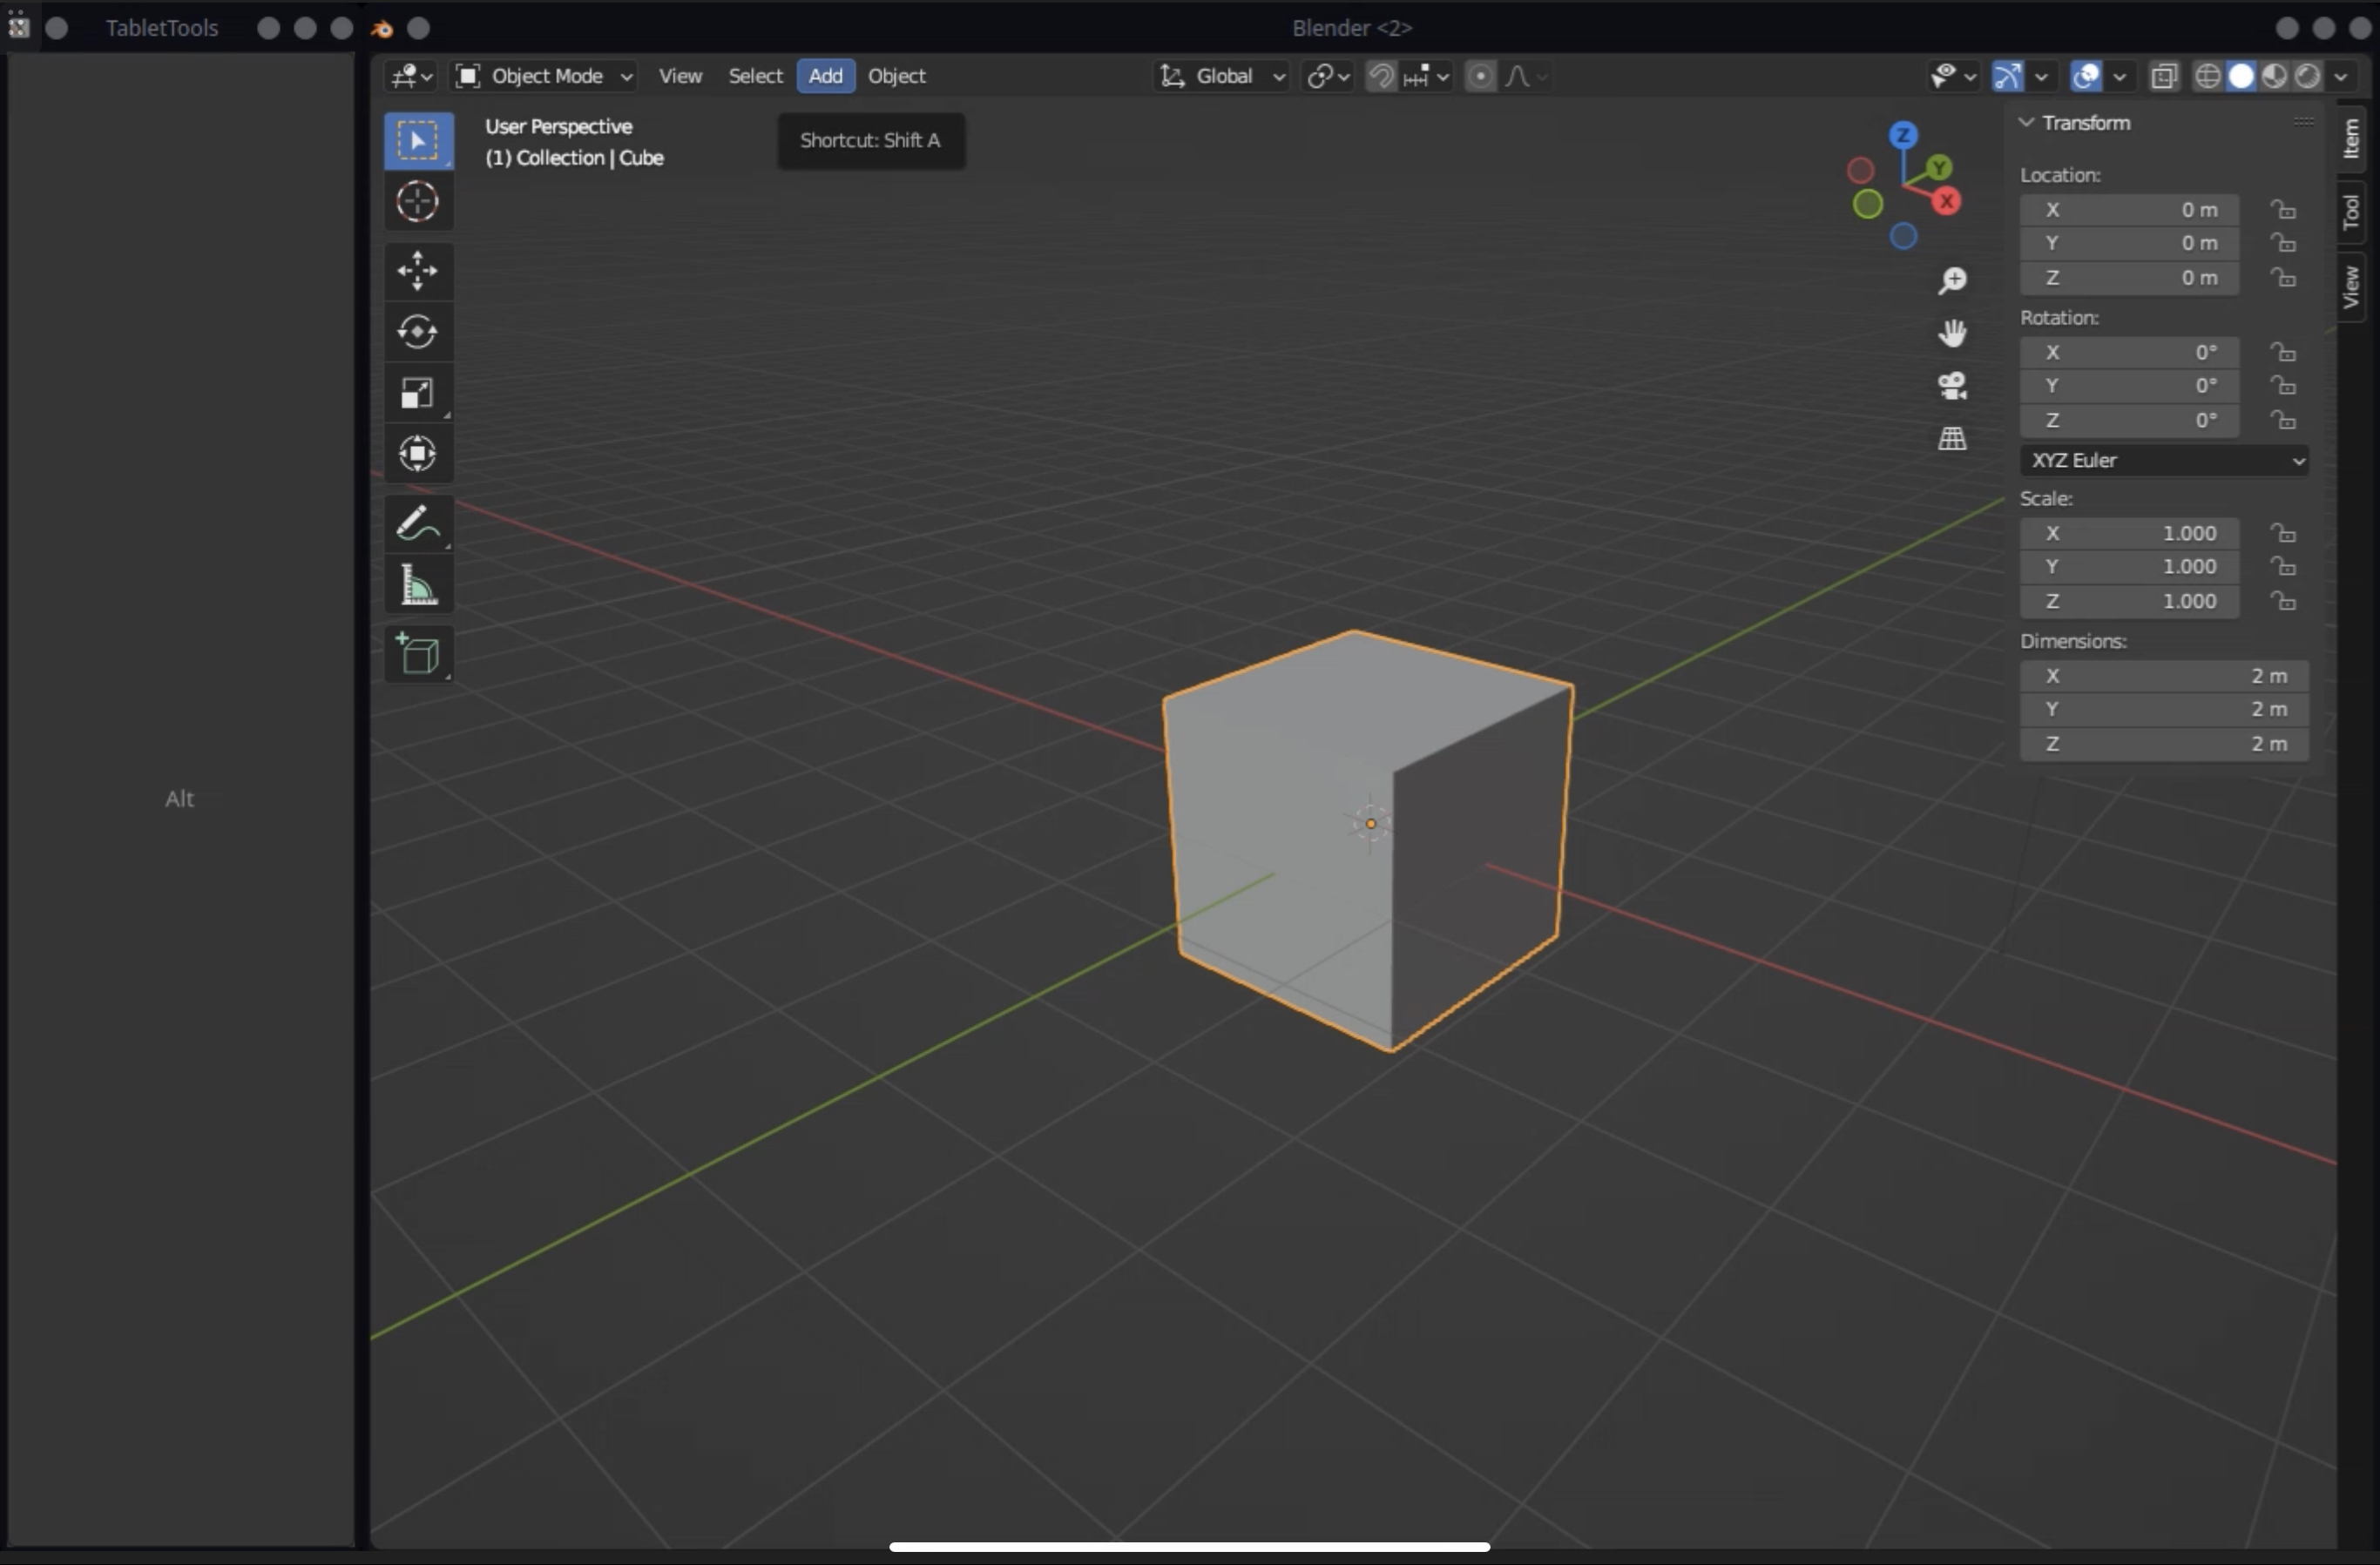 TabletTools
Blender <2>
Object Mode
View
Select
Add
Object
Global
User Perspective
(1) Collection | Cube
Shortcut: Shift A
Z
Y
X
Transform
Location:
X 0 m
Y 0 m
Z 0 m
Rotation:
X 0°
Y 0°
Z 0°
XYZ Euler
Scale:
X 1.000
Y 1.000
Z 1.000
Dimensions:
X 2 m
Y 2 m
Z 2 m
Item
Tool
View
Alt